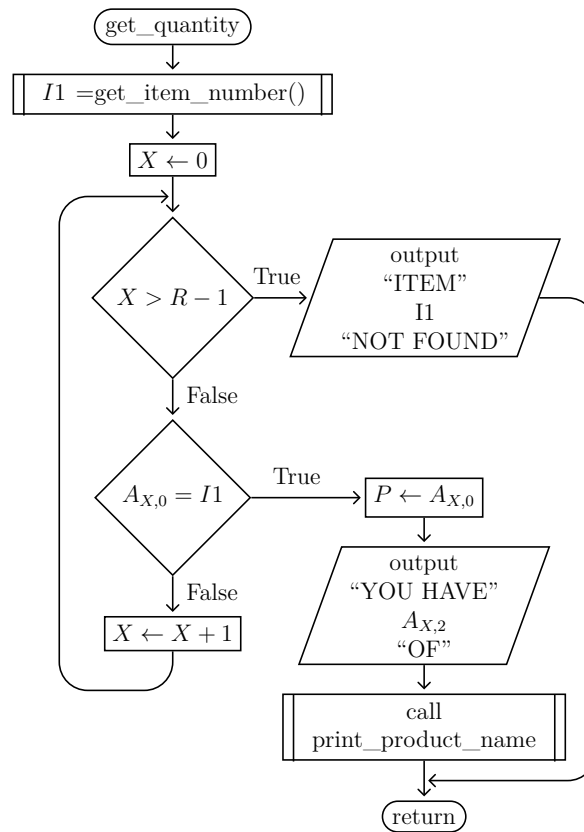 get_quantity
I1 =get_item_number()
X ← 0
X > R − 1
True
output
“ITEM”
I1
“NOT FOUND”
False
A_{X,0} = I1
True
P ← A_{X,0}
False
X ← X + 1
output
“YOU HAVE”
A_{X,2}
“OF”
call
print_product_name
return